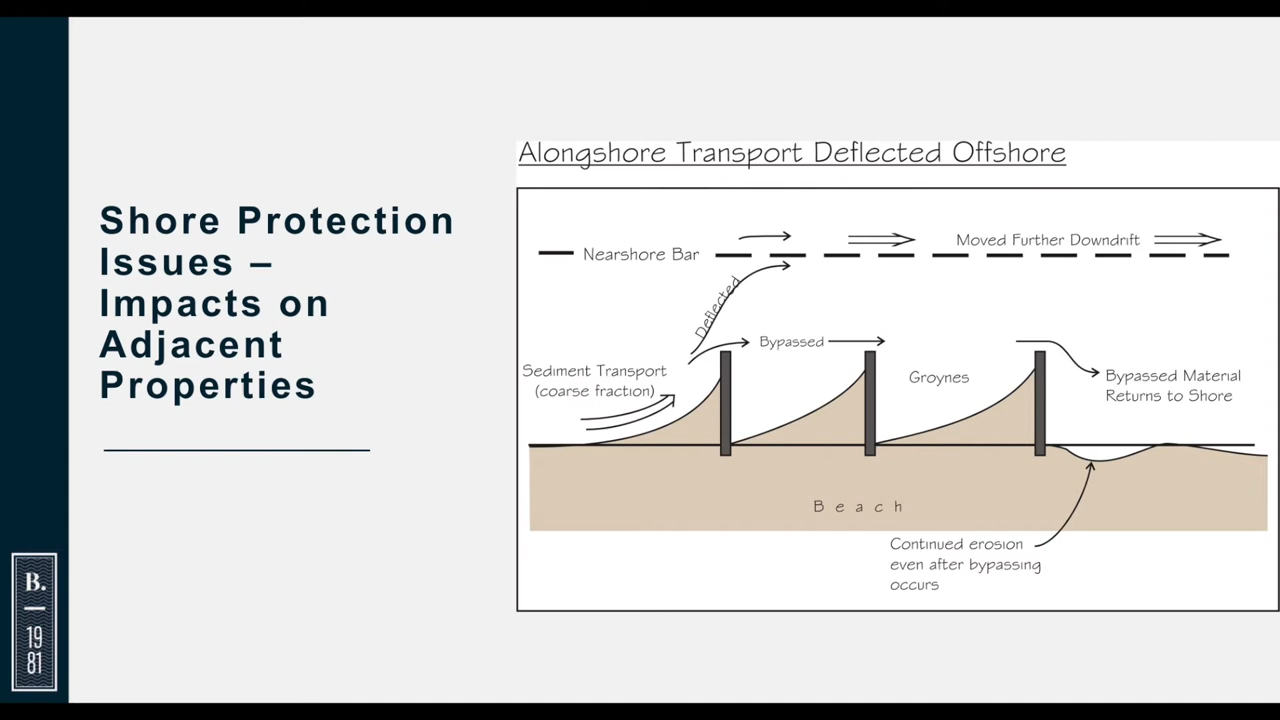 Shore Protection
Issues –
Impacts on
Adjacent
Properties
B.
19
81
Alongshore Transport Deflected Offshore
Nearshore Bar
Moved Further Downdrift
Deflected
Bypassed
Sediment Transport
(coarse fraction)
Groynes
Bypassed Material
Returns to Shore
Beach
Continued erosion
even after bypassing
occurs